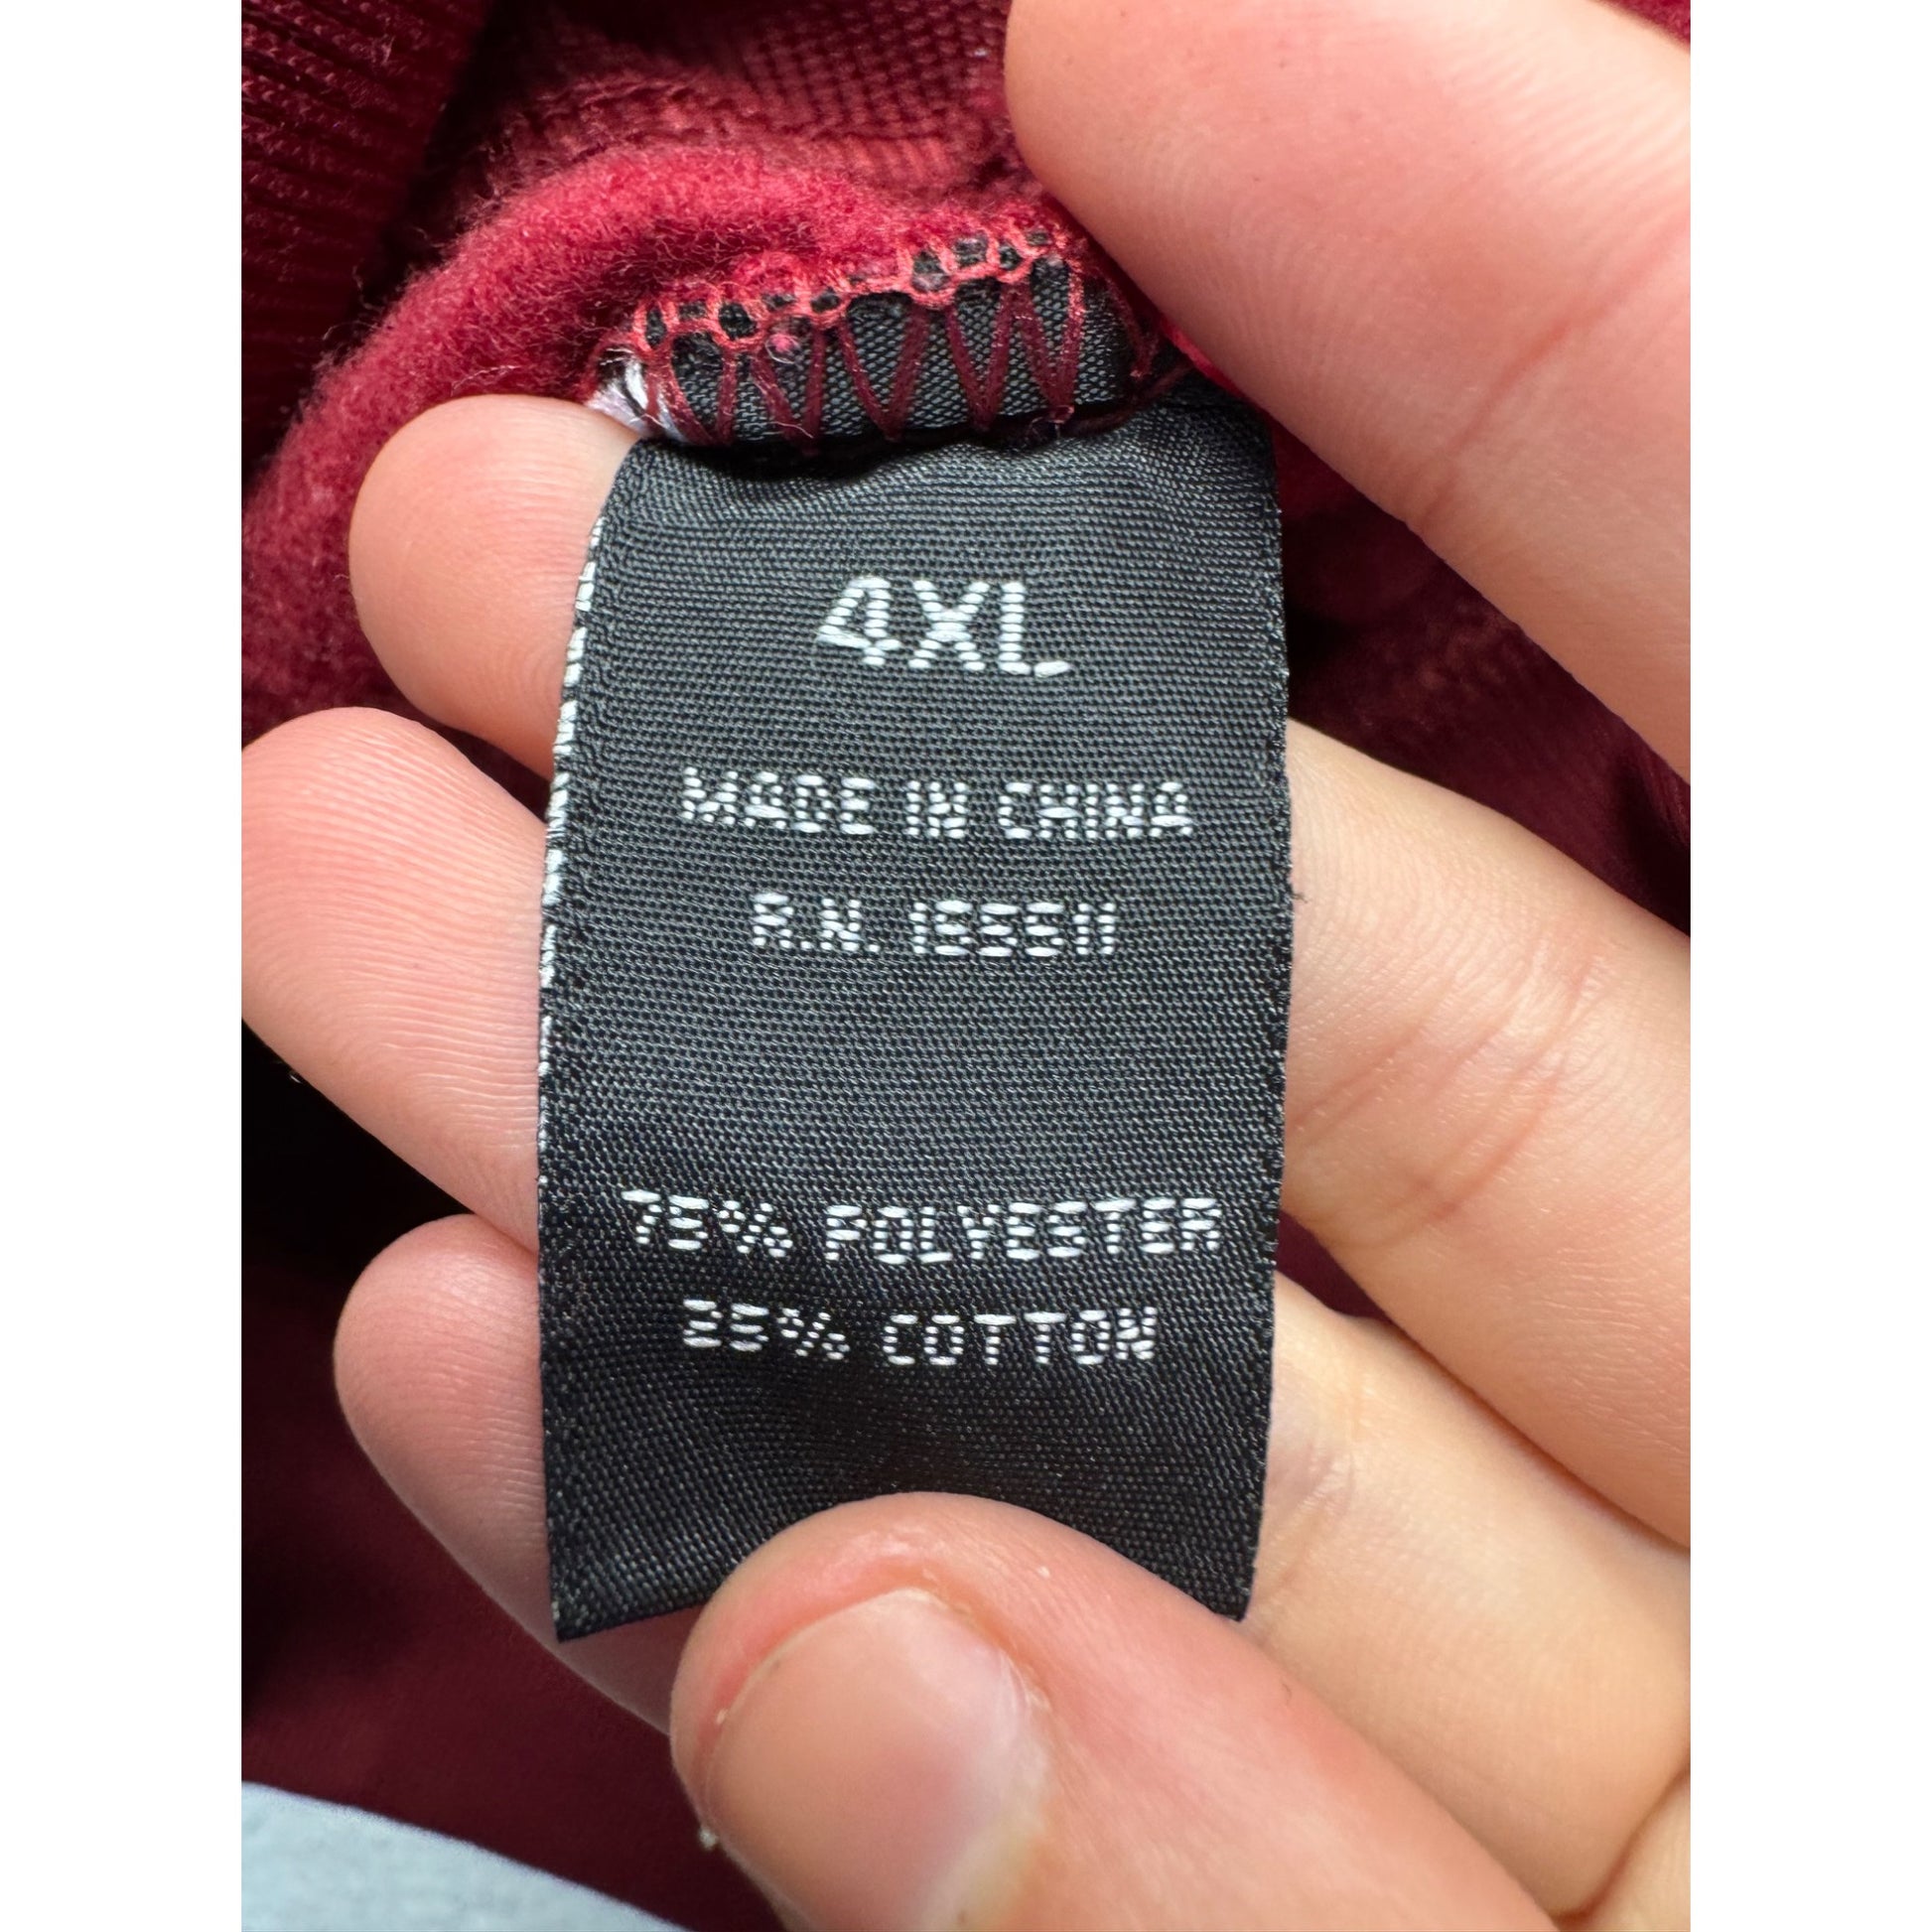 4XL
MADE IN CHINA
R.N. 155511
75% POLYESTER
25% COTTON